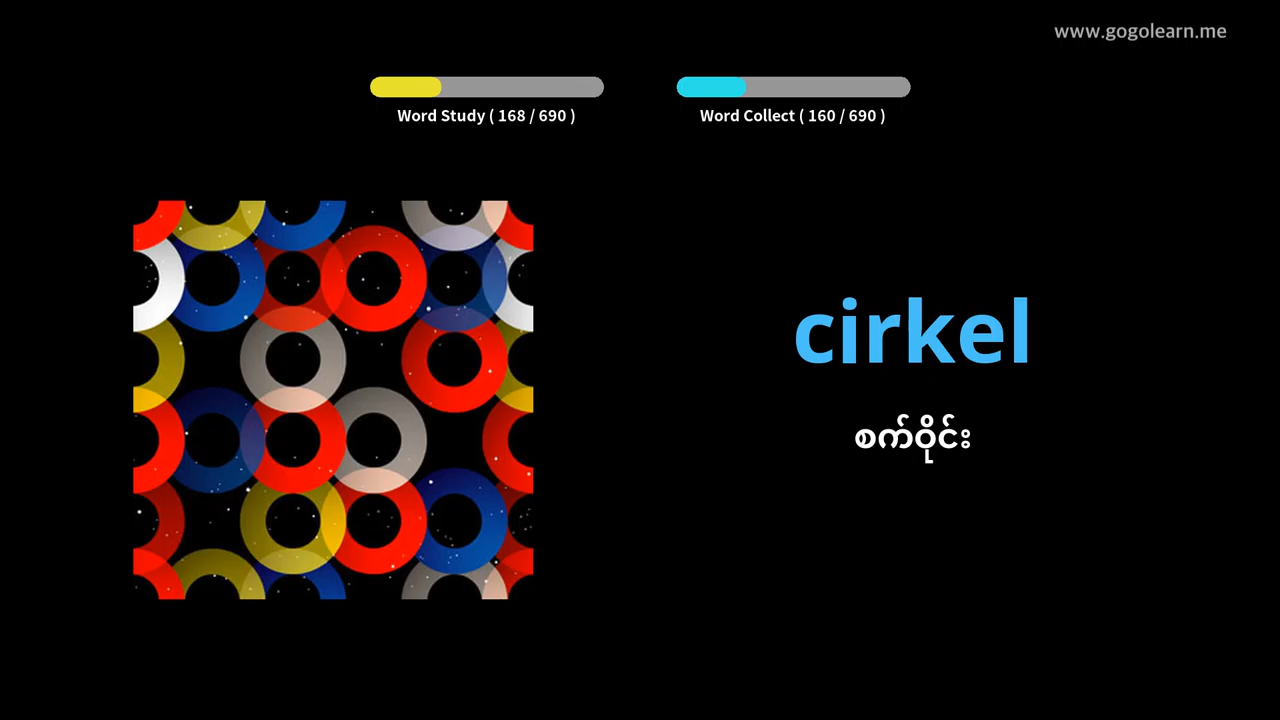 www.gogolearn.me
Word Study ( 168 / 690 )
Word Collect ( 160 / 690 )
cirkel
စက်ဝိုင်း